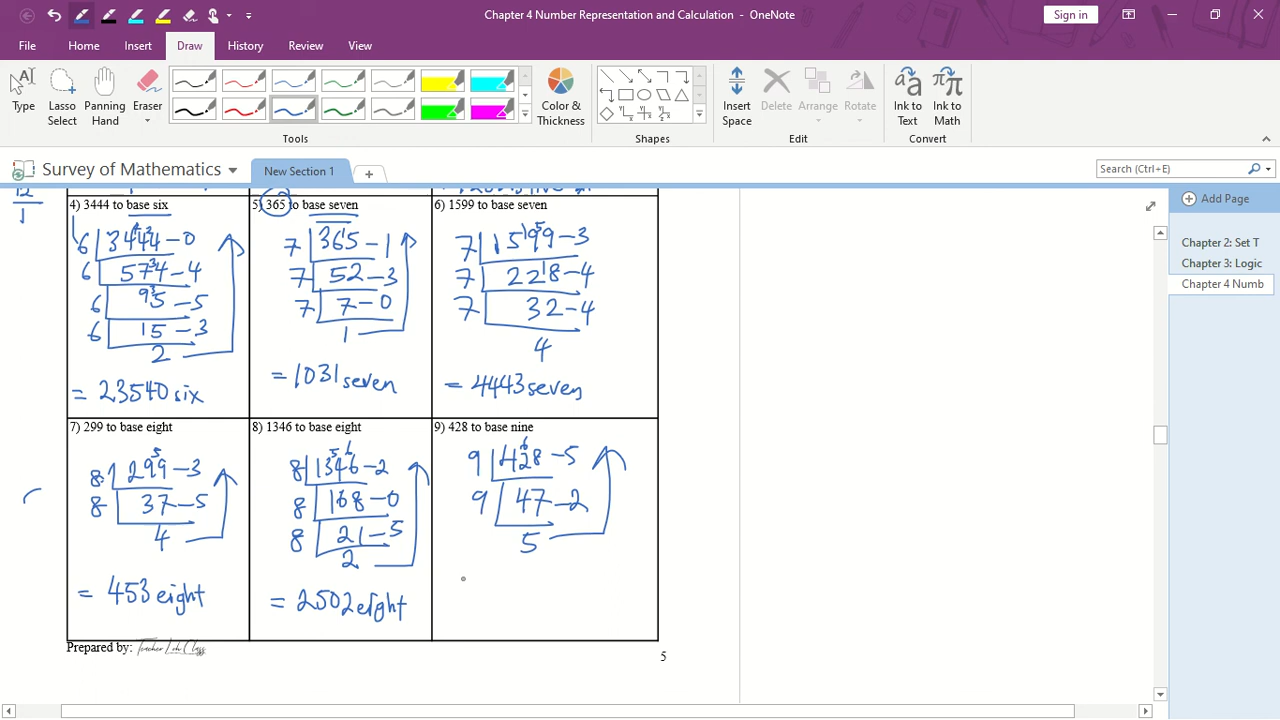 Chapter 4 Number Representation and Calculation - OneNote
Sign in
File Home Insert Draw History Review View
Type
Lasso Select
Panning Hand
Eraser
Color & Thickness
Insert Space
Delete
Arrange
Rotate
Ink to Text
Ink to Math
Tools
Shapes
Edit
Convert
Survey of Mathematics
New Section 1
Search (Ctrl+E)
Add Page
Chapter 2: Set T
Chapter 3: Logic
Chapter 4 Numb
12
1
4) 3444 to base six
6 3444 - 0
6 574 - 4
6 95 - 5
6 15 - 3
2
= 23540 six
5) 365 to base seven
7 365 - 1
7 52 - 3
7 7 - 0
1
= 1031 seven
6) 1599 to base seven
7 1599 - 3
7 228 - 4
7 32 - 4
4
= 4443 seven
7) 299 to base eight
8 299 - 3
8 37 - 5
4
= 453 eight
8) 1346 to base eight
8 1346 - 2
8 168 - 0
8 21 - 5
2
= 2502 eight
9) 428 to base nine
9 428 - 5
9 47 - 2
5
Prepared by: Teacher Loh Class
5